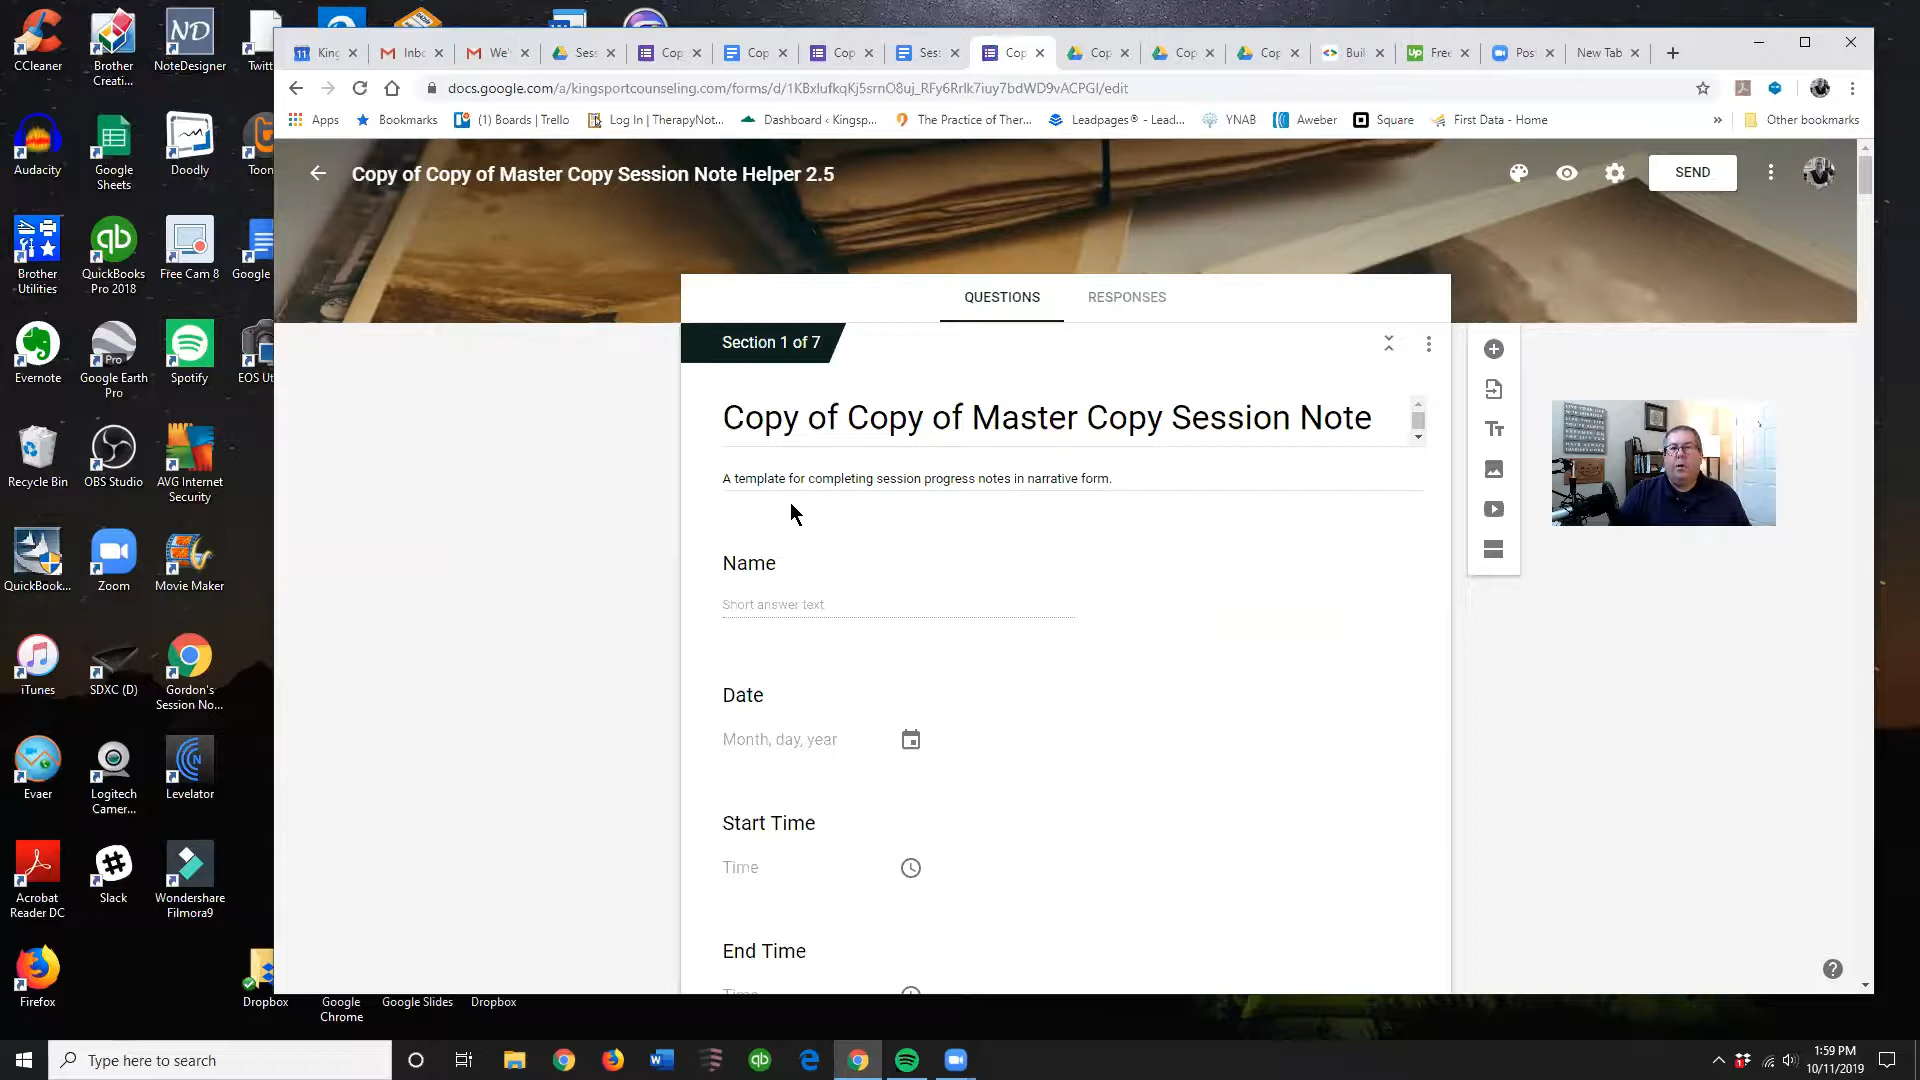 CCleaner
Brother
Creati...
NoteDesigner
Twitt
Audacity
Google
Sheets
Doodly
Toon
Brother
Utilities
QuickBooks
Pro 2018
Free Cam 8
Google
Evernote
Google Earth
Pro
Spotify
EOS Ut
Recycle Bin
OBS Studio
AVG Internet
Security
QuickBook...
Zoom
Movie Maker
iTunes
SDXC (D)
Gordon's
Session No...
Evaer
Logitech
Camer...
Levelator
Acrobat
Reader DC
Slack
Wondershare
Filmora9
Firefox
Dropbox
Google
Chrome
Google Slides
Dropbox
King
Inbo
We'
Sess
Cop
Cop
Cop
Sess
Cop
Cop
Cop
Cop
Buil
Free
Pos
New Tab
docs.google.com/a/kingsportcounseling.com/forms/d/1KBxlufkqKj5srnO8uj_RFy6Rrlk7iuy7bdWD9vACPGI/edit
Apps
Bookmarks
(1) Boards | Trello
Log In | TherapyNot...
Dashboard ‹ Kingsp...
The Practice of Ther...
Leadpages® - Lead...
YNAB
Aweber
Square
First Data - Home
»
Other bookmarks
Copy of Copy of Master Copy Session Note Helper 2.5
SEND
QUESTIONS
RESPONSES
Section 1 of 7
Copy of Copy of Master Copy Session Note
A template for completing session progress notes in narrative form.
Name
Short answer text
Date
Month, day, year
Start Time
Time
End Time
Type here to search
1:59 PM
10/11/2019